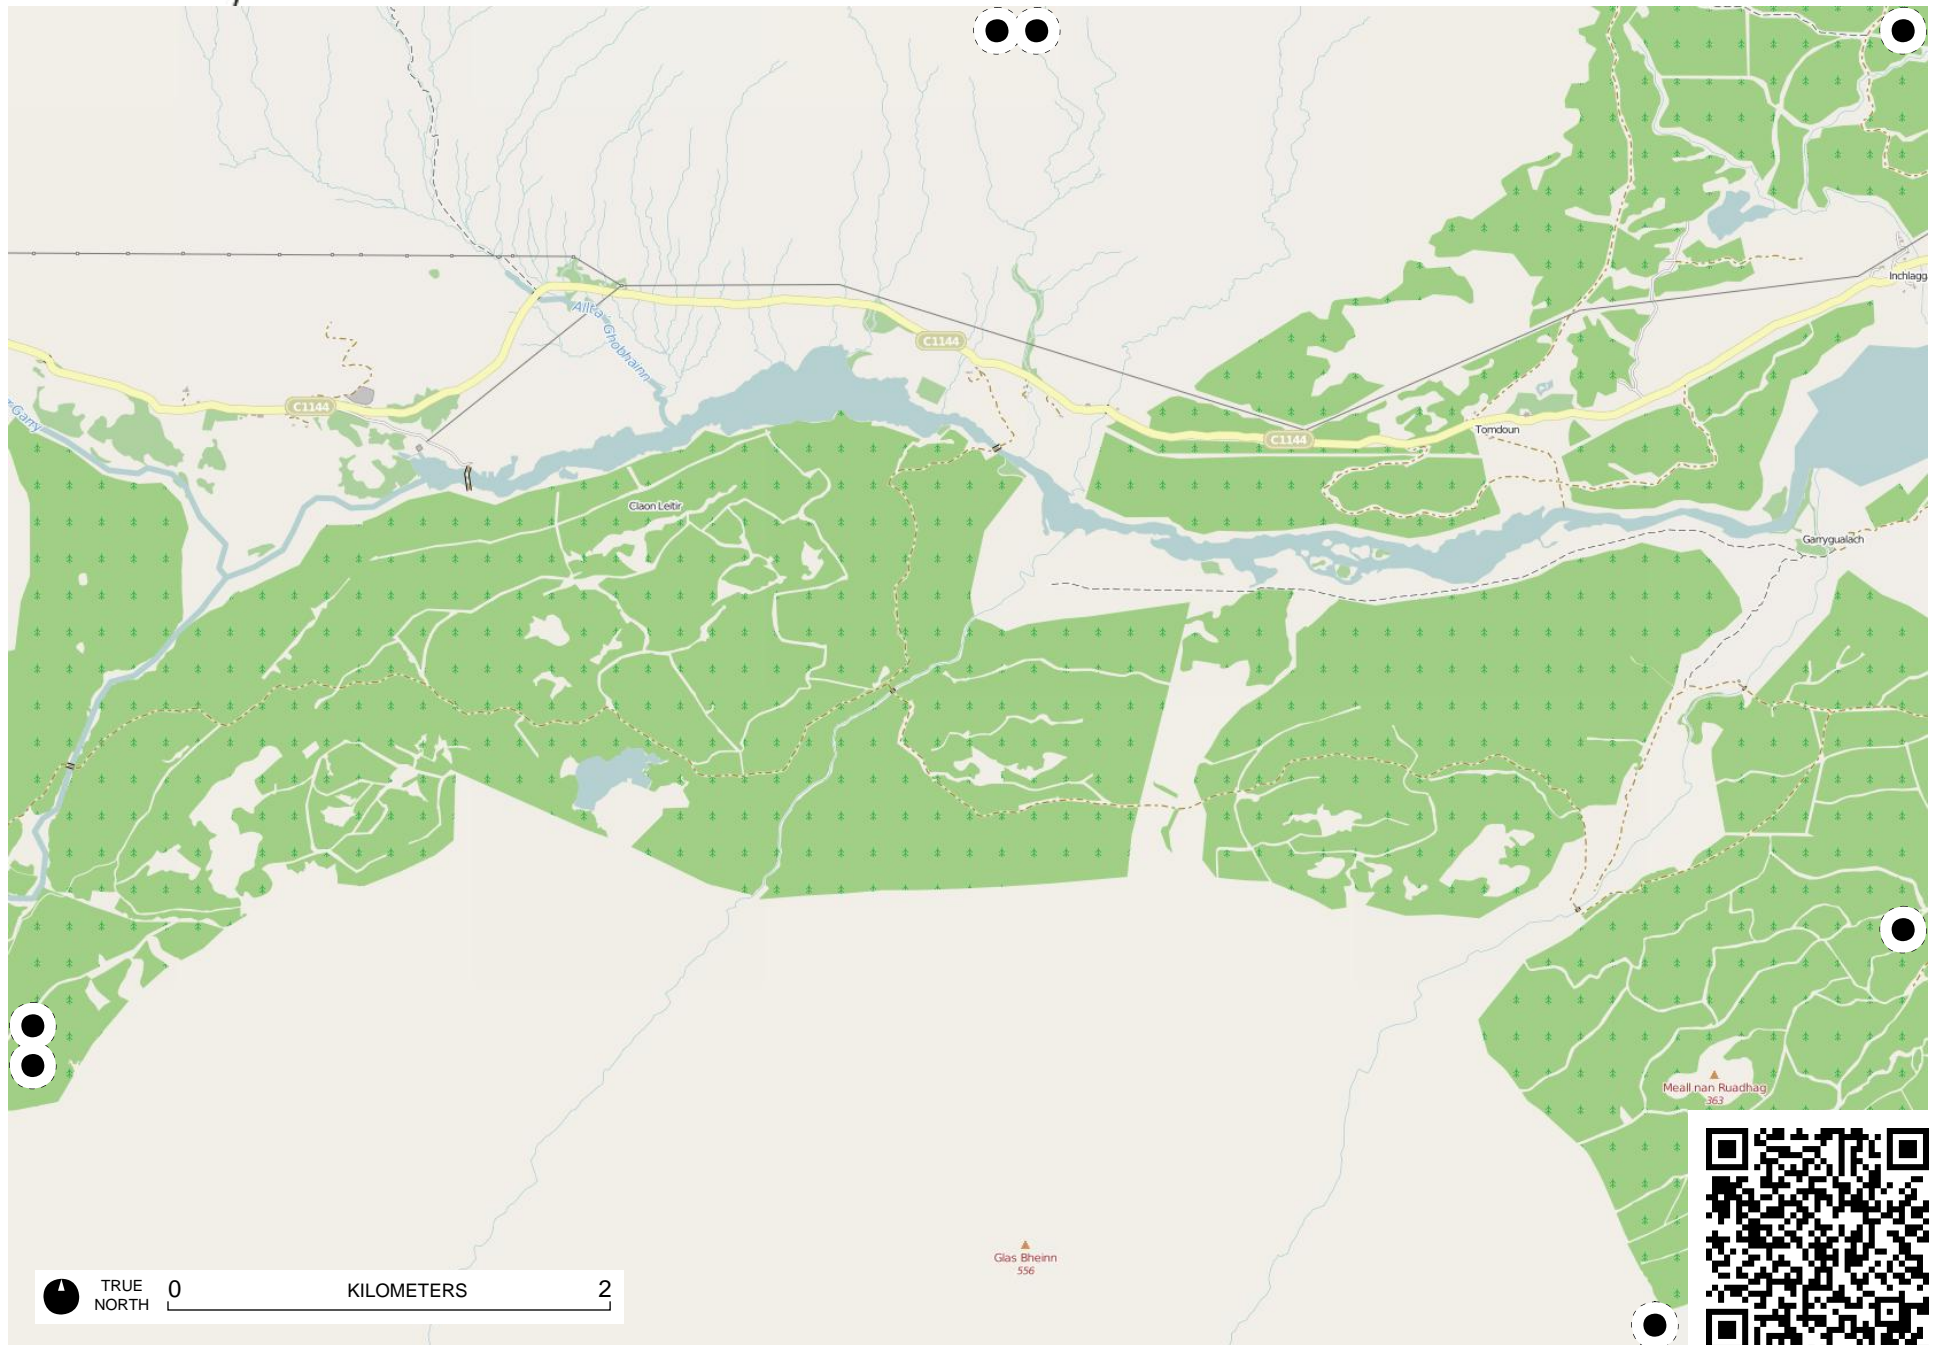 Allt a' Ghobhainn
Inchlagg
C1144
C1144
r Garry
C1144
Tomdoun
Claon Leitir
Garrygualach
Meall nan Ruadhag
363
Glas Bheinn
556
TRUE NORTH
0 KILOMETERS 2